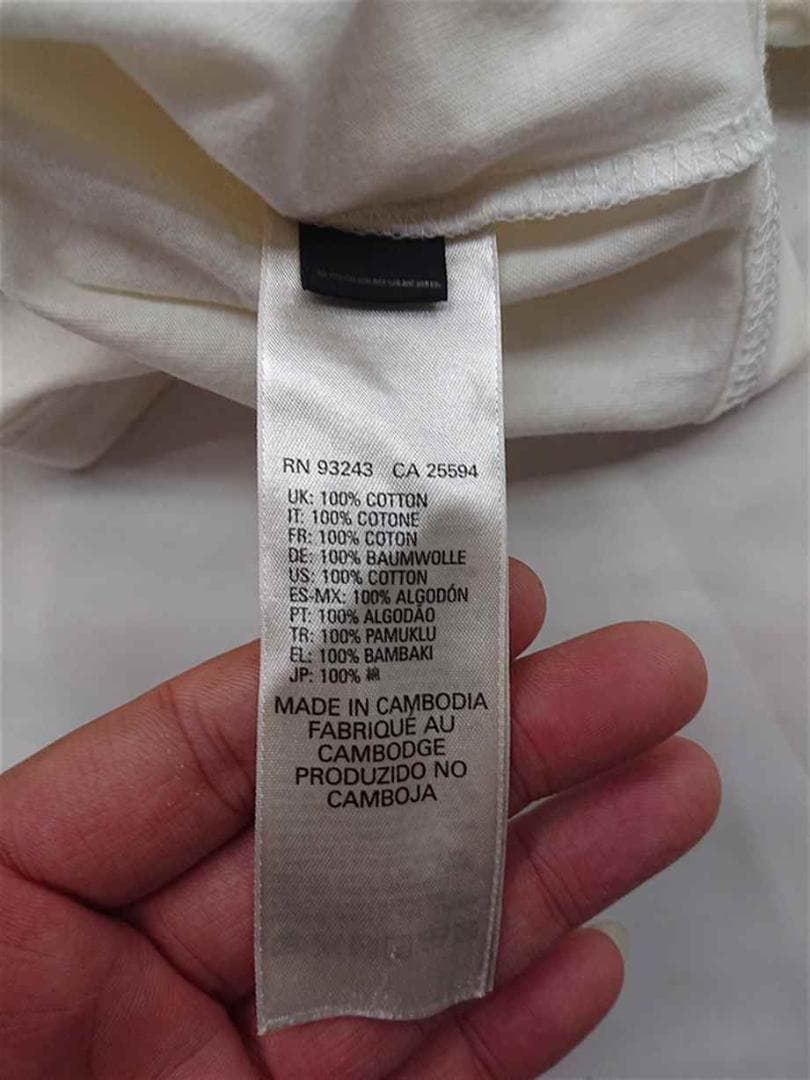 RN 93243 CA 25594
UK: 100% COTTON
IT: 100% COTONE
FR: 100% COTON
DE: 100% BAUMWOLLE
US: 100% COTTON
ES-MX: 100% ALGODÓN
PT: 100% ALGODÃO
TR: 100% PAMUKLU
EL: 100% BAMBAKI
JP: 100% 綿
MADE IN CAMBODIA
FABRIQUÉ AU
CAMBODGE
PRODUZIDO NO
CAMBOJA